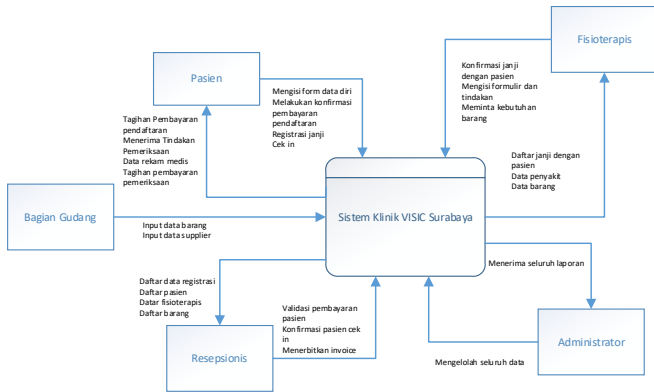 Fisioterapis
Pasien
Konfirmasi janji
dengan pasien
Mengisi formulir dan
tindakan
Meminta kebutuhan
barang
Mengisi form data diri
Melakukan konfirmasi
pembayaran
pendaftaran
Registrasi janji
Cek in
Tagihan Pembayaran
pendaftaran
Menerima Tindakan
Pemeriksaan
Data rekam medis
Tagihan pembayaran
pemeriksaan
Daftar janji dengan
pasien
Data penyakit
Data barang
Bagian Gudang
Input data barang
Input data supplier
Sistem Klinik VISIC Surabaya
Menerima seluruh laporan
Daftar data registrasi
Daftar pasien
Datar fisioterapis
Daftar barang
Validasi pembayaran
pasien
Konfirmasi pasien cek
in
Menerbitkan invoice
Resepsionis
Administrator
Mengelolah seluruh data